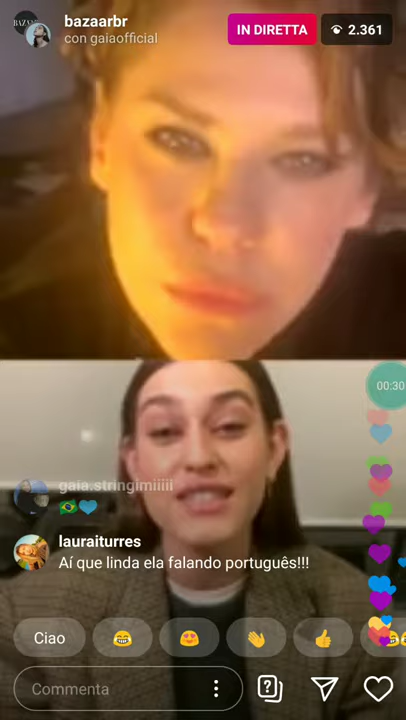 BAZAAR
bazaarbr
con gaiaofficial
IN DIRETTA
2.361
00:30
gaia.stringimiiiii
🇧🇷💙
lauraiturres
Aí que linda ela falando português!!!
Ciao
Commenta